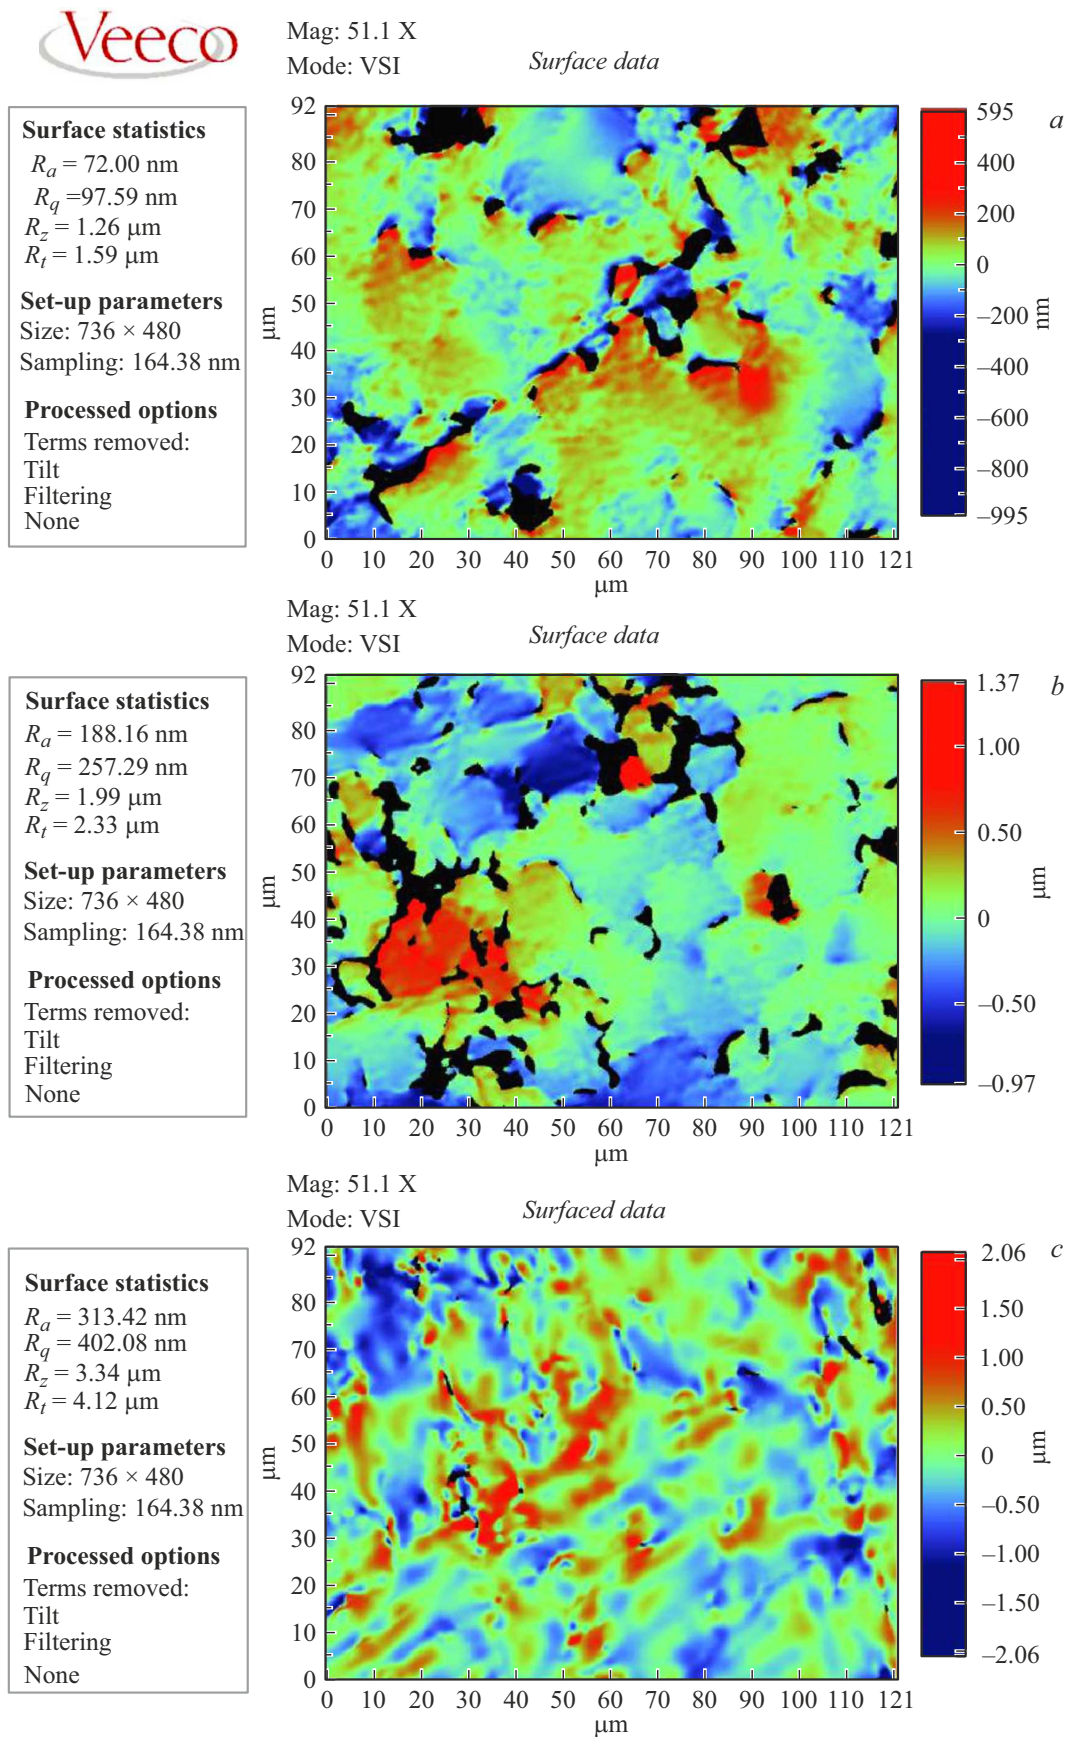 Veeco
Mag: 51.1 X
Mode: VSI
Surface data
Surface statistics
R_a = 72.00 nm
R_q =97.59 nm
R_z = 1.26 μm
R_t = 1.59 μm
Set-up parameters
Size: 736 × 480
Sampling: 164.38 nm
Processed options
Terms removed:
Tilt
Filtering
None
92
80
70
60
50
40
30
20
10
0
μm
0 10 20 30 40 50 60 70 80 90 100 110 121
μm
595
400
200
0
–200
–400
–600
–800
–995
nm
a
Mag: 51.1 X
Mode: VSI
Surface data
Surface statistics
R_a = 188.16 nm
R_q = 257.29 nm
R_z = 1.99 μm
R_t = 2.33 μm
Set-up parameters
Size: 736 × 480
Sampling: 164.38 nm
Processed options
Terms removed:
Tilt
Filtering
None
92
80
70
60
50
40
30
20
10
0
μm
0 10 20 30 40 50 60 70 80 90 100 110 121
μm
1.37
1.00
0.50
0
–0.50
–0.97
μm
b
Mag: 51.1 X
Mode: VSI
Surfaced data
Surface statistics
R_a = 313.42 nm
R_q = 402.08 nm
R_z = 3.34 μm
R_t = 4.12 μm
Set-up parameters
Size: 736 × 480
Sampling: 164.38 nm
Processed options
Terms removed:
Tilt
Filtering
None
92
80
70
60
50
40
30
20
10
0
μm
0 10 20 30 40 50 60 70 80 90 100 110 121
μm
2.06
1.50
1.00
0.50
0
–0.50
–1.00
–1.50
–2.06
μm
c